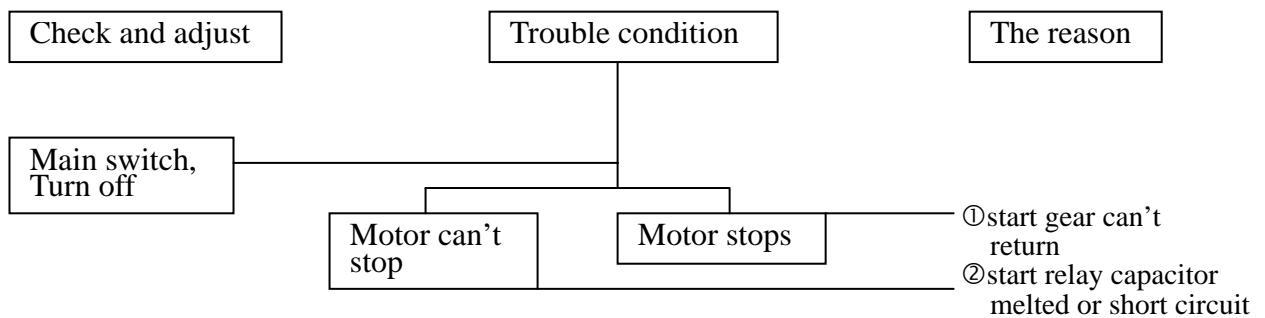 Check and adjust
Trouble condition
The reason
Main switch,
Turn off
Motor can't
stop
Motor stops
①start gear can't
return
②start relay capacitor
melted or short circuit